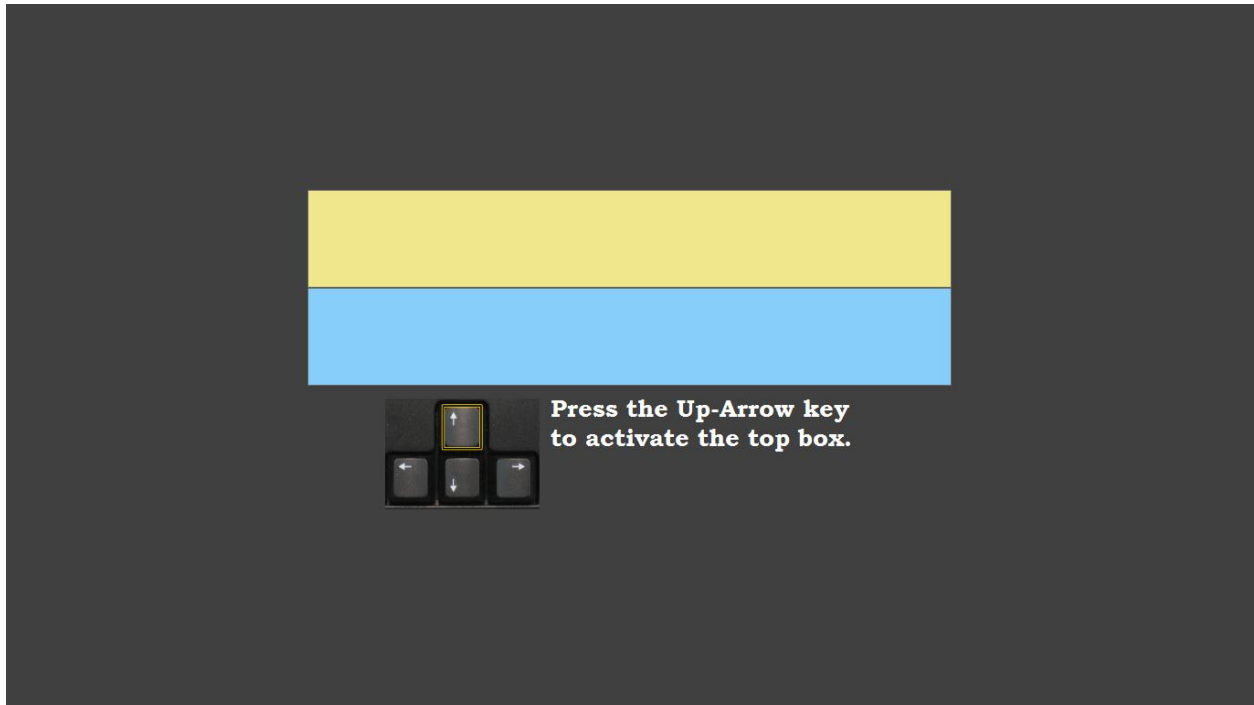 Press the Up-Arrow key
to activate the top box.
↑
← ↓ →